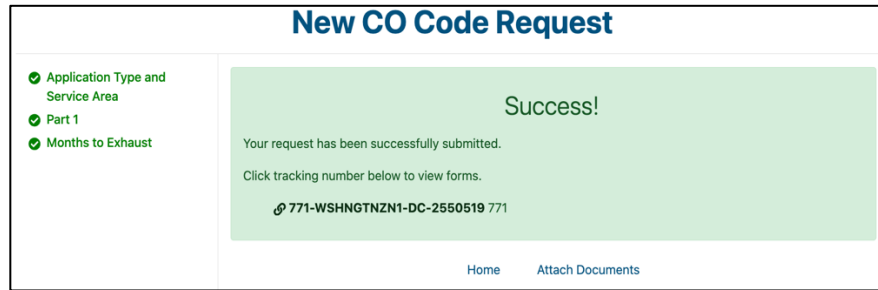 New CO Code Request
Application Type and
Service Area
Part 1
Months to Exhaust
Success!
Your request has been successfully submitted.
Click tracking number below to view forms.
771-WSHNGTNZN1-DC-2550519 771
Home Attach Documents